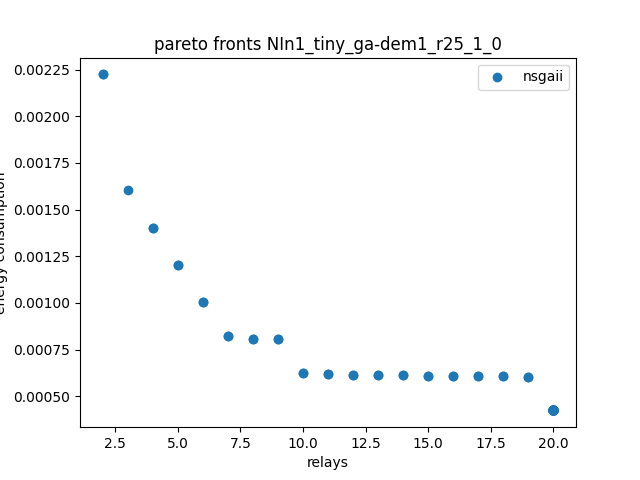 pareto fronts NIn1_tiny_ga-dem1_r25_1_0
nsgaii
0.00225
0.00200
0.00175
0.00150
0.00125
0.00100
0.00075
0.00050
energy consumption
2.5 5.0 7.5 10.0 12.5 15.0 17.5 20.0
relays